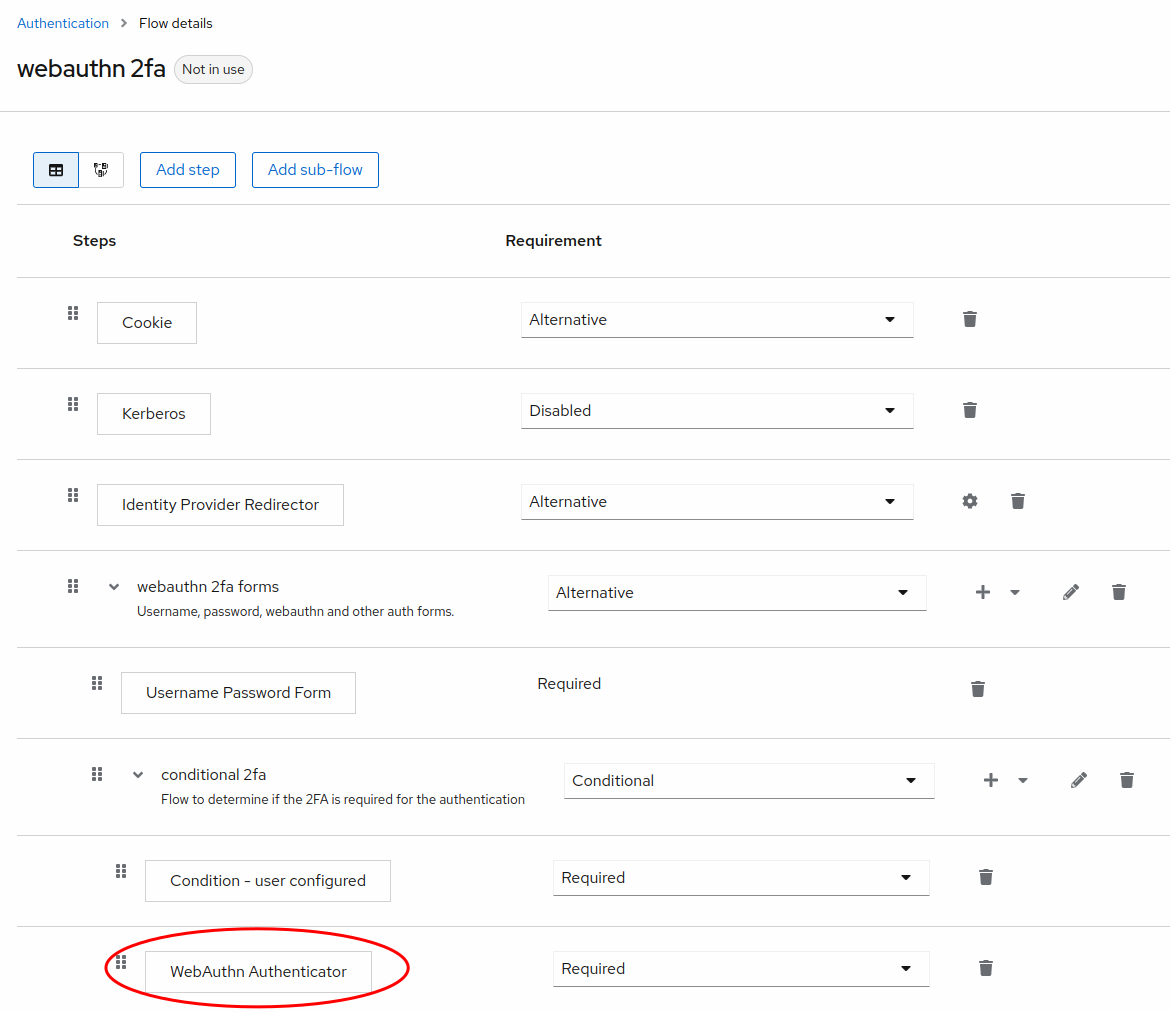 Authentication > Flow details
webauthn 2fa Not in use
Add step Add sub-flow
Steps Requirement
Cookie Alternative
Kerberos Disabled
Identity Provider Redirector Alternative
webauthn 2fa forms Alternative
Username, password, webauthn and other auth forms.
Username Password Form Required
conditional 2fa Conditional
Flow to determine if the 2FA is required for the authentication
Condition - user configured Required
WebAuthn Authenticator Required